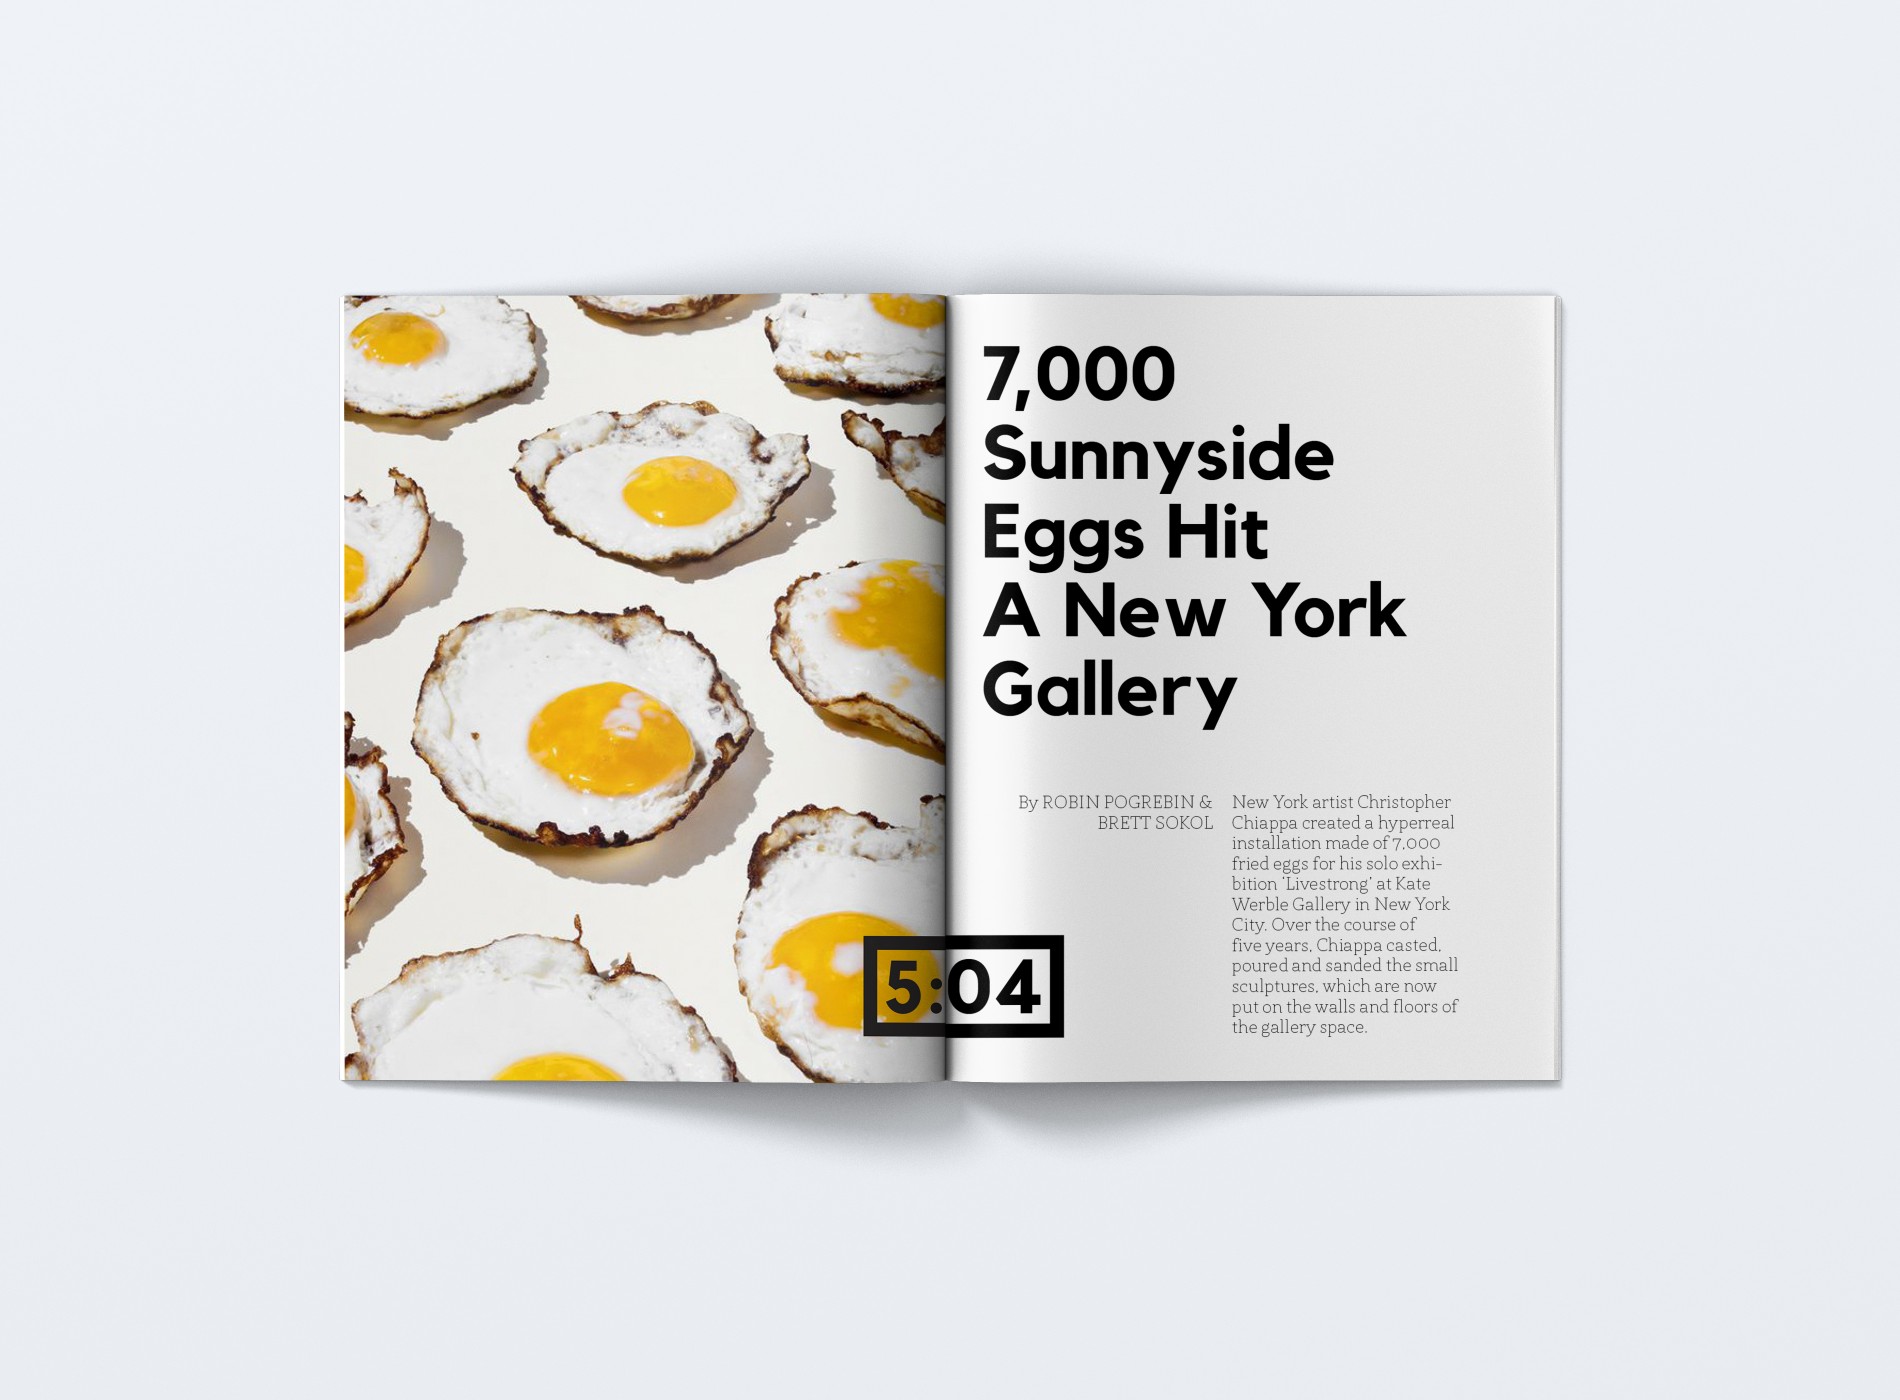 7,000
Sunnyside
Eggs Hit
A New York
Gallery
By ROBIN POGREBIN &
BRETT SOKOL
New York artist Christopher
Chiappa created a hyperreal
installation made of 7,000
fried eggs for his solo exhi-
bition ‘Livestrong’ at Kate
Werble Gallery in New York
City. Over the course of
five years, Chiappa casted,
poured and sanded the small
sculptures, which are now
put on the walls and floors of
the gallery space.
5:04